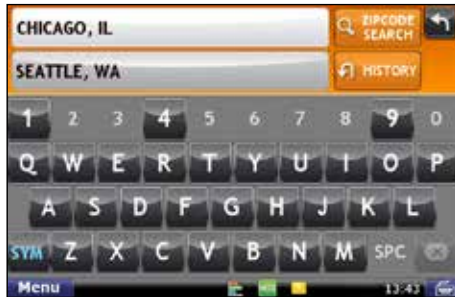 CHICAGO, IL
ZIPCODE
SEARCH
SEATTLE, WA
HISTORY
1 2 3 4 5 6 7 8 9 0
Q W E R T Y U I O P
A S D F G H J K L
SYM Z X C V B N M SPC
Menu 13:43